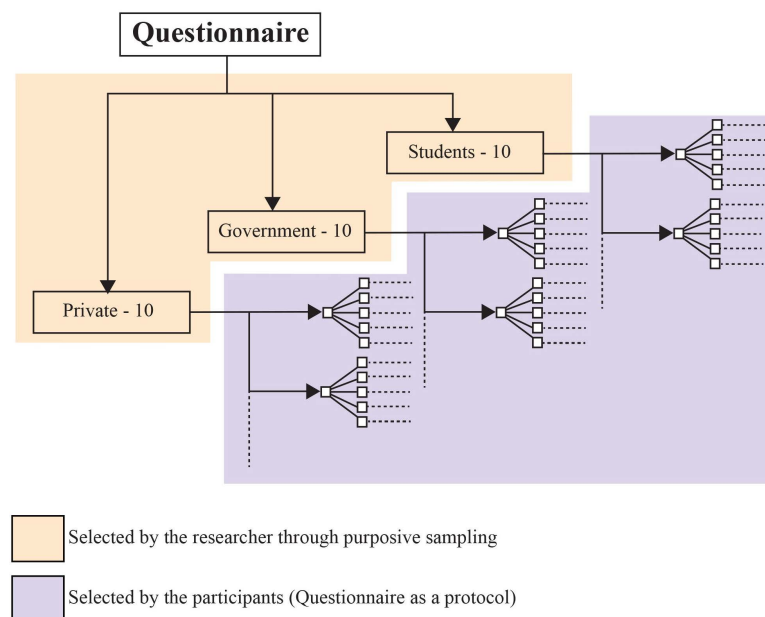 Questionnaire
Students - 10
Government - 10
Private - 10
Selected by the researcher through purposive sampling
Selected by the participants (Questionnaire as a protocol)